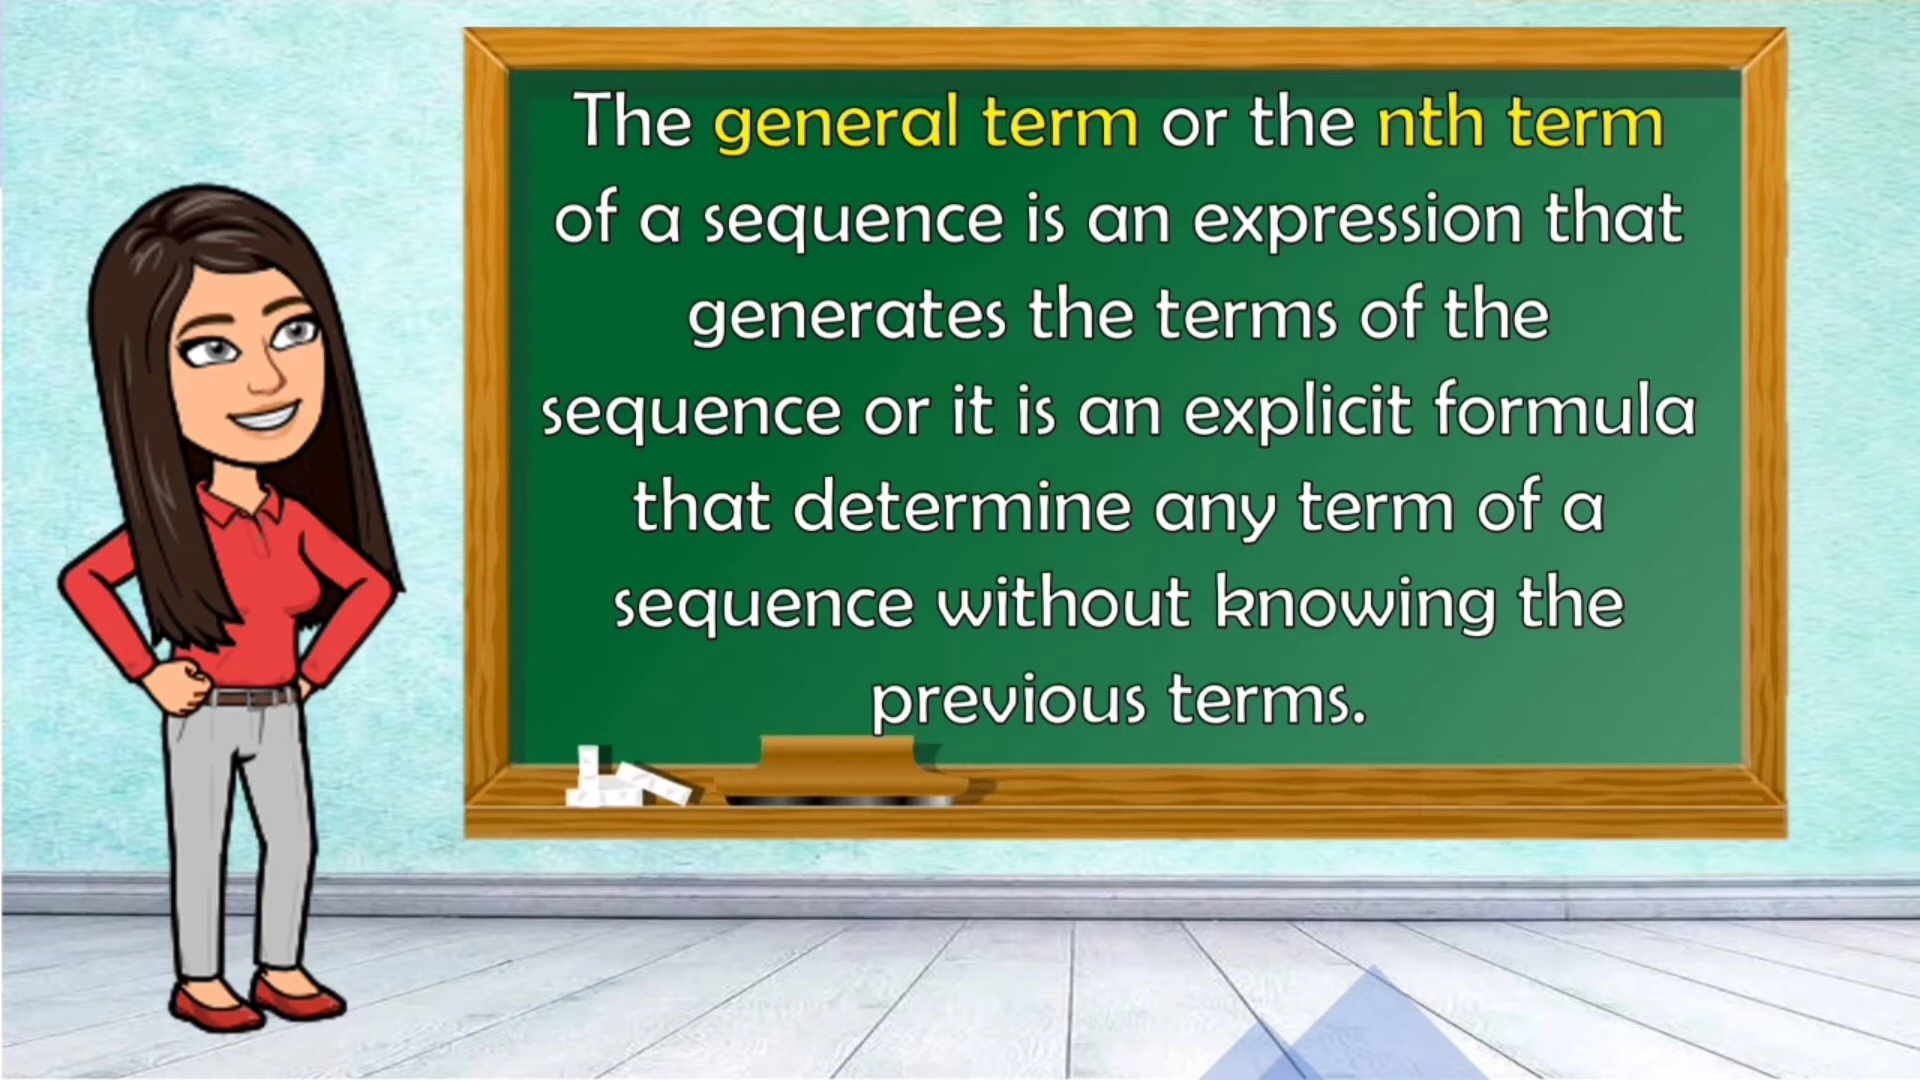 The general term or the nth term
of a sequence is an expression that
generates the terms of the
sequence or it is an explicit formula
that determine any term of a
sequence without knowing the
previous terms.